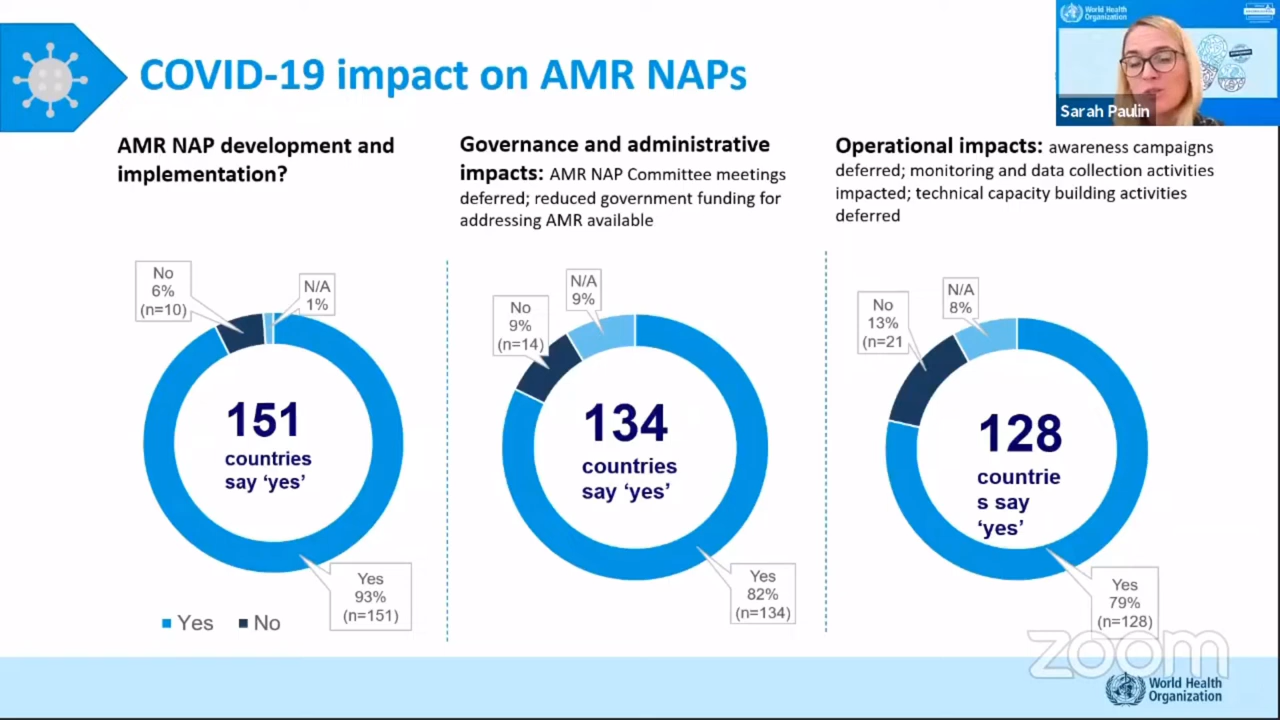 COVID-19 impact on AMR NAPs
World Health
Organization
Sarah Paulin
AMR NAP development and
implementation?
Governance and administrative
impacts: AMR NAP Committee meetings
deferred; reduced government funding for
addressing AMR available
Operational impacts: awareness campaigns
deferred; monitoring and data collection activities
impacted; technical capacity building activities
deferred
No
6%
(n=10)
N/A
1%
151
countries
say ‘yes’
Yes
93%
(n=151)
Yes
No
No
9%
(n=14)
N/A
9%
134
countries
say ‘yes’
Yes
82%
(n=134)
No
13%
(n=21
N/A
8%
128
countrie
s say
‘yes’
Yes
79%
(n=128)
zoom
World Health
Organization